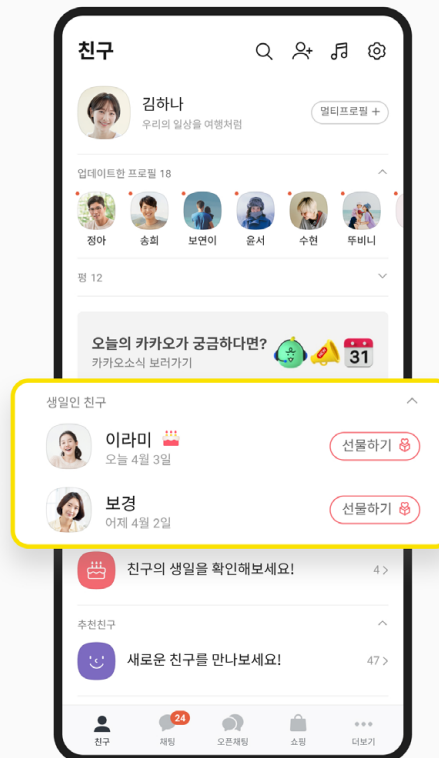 친구
김하나
우리의 일상을 여행처럼
멀티프로필 +
업데이트한 프로필 18
정아 송희 보연이 윤서 수현 뚜비니
펑 12
오늘의 카카오가 궁금하다면?
카카오소식 보러가기
31
생일인 친구
이라미
오늘 4월 3일
선물하기
보경
어제 4월 2일
선물하기
친구의 생일을 확인해보세요! 4 >
추천친구
새로운 친구를 만나보세요! 47 >
24
친구 채팅 오픈채팅 쇼핑 더보기